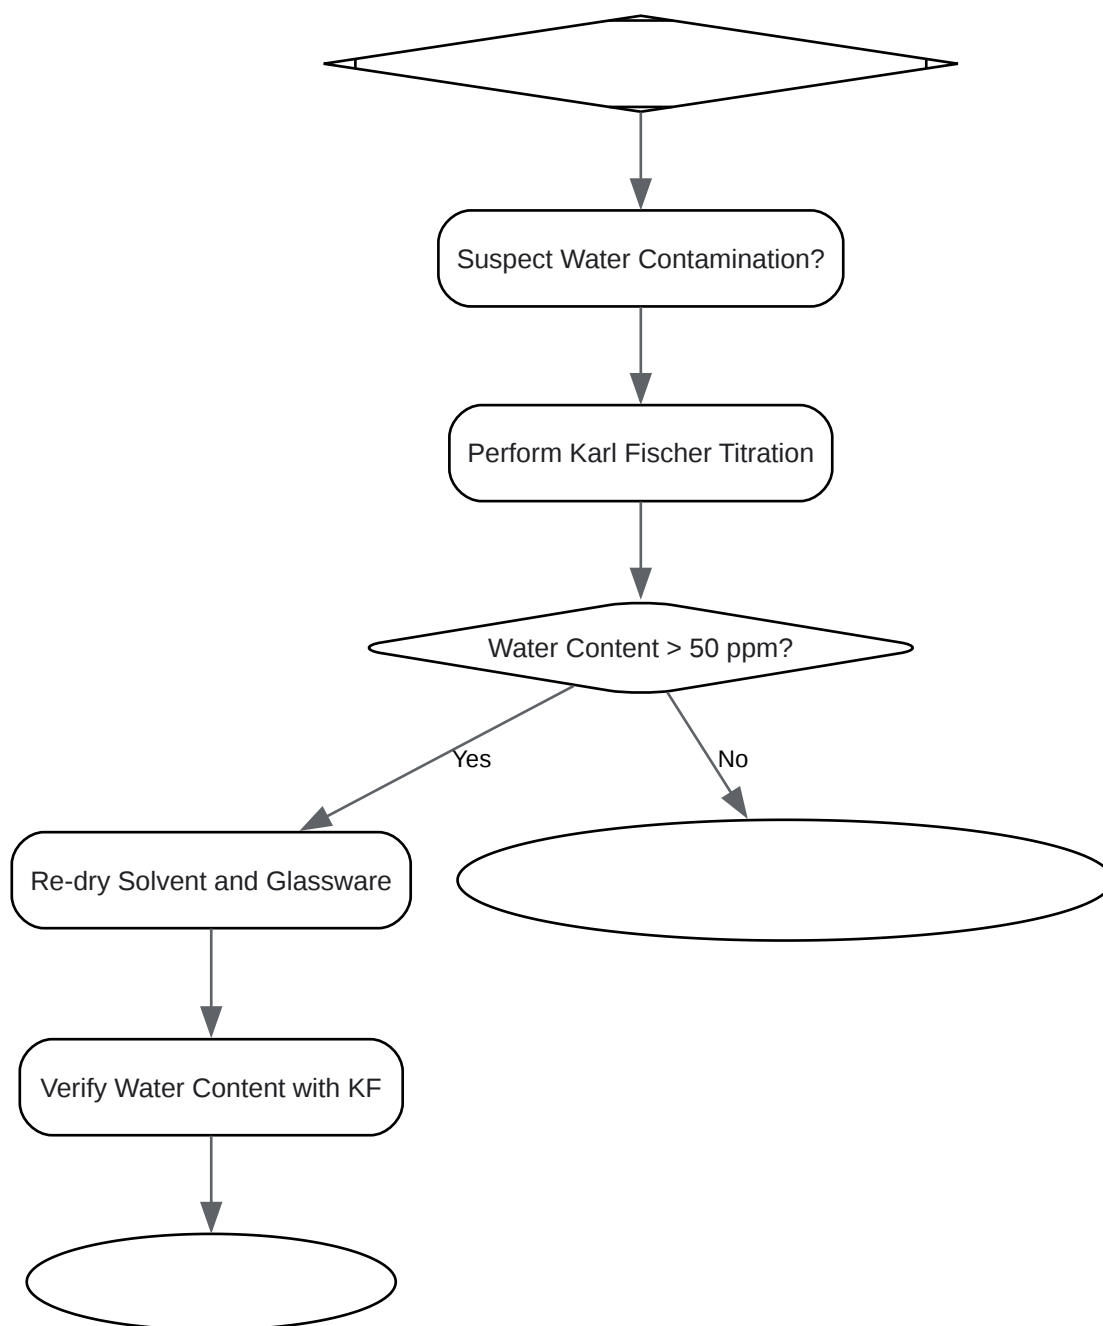 Suspect Water Contamination?
Perform Karl Fischer Titration
Water Content > 50 ppm?
Yes
No
Re-dry Solvent and Glassware
Verify Water Content with KF